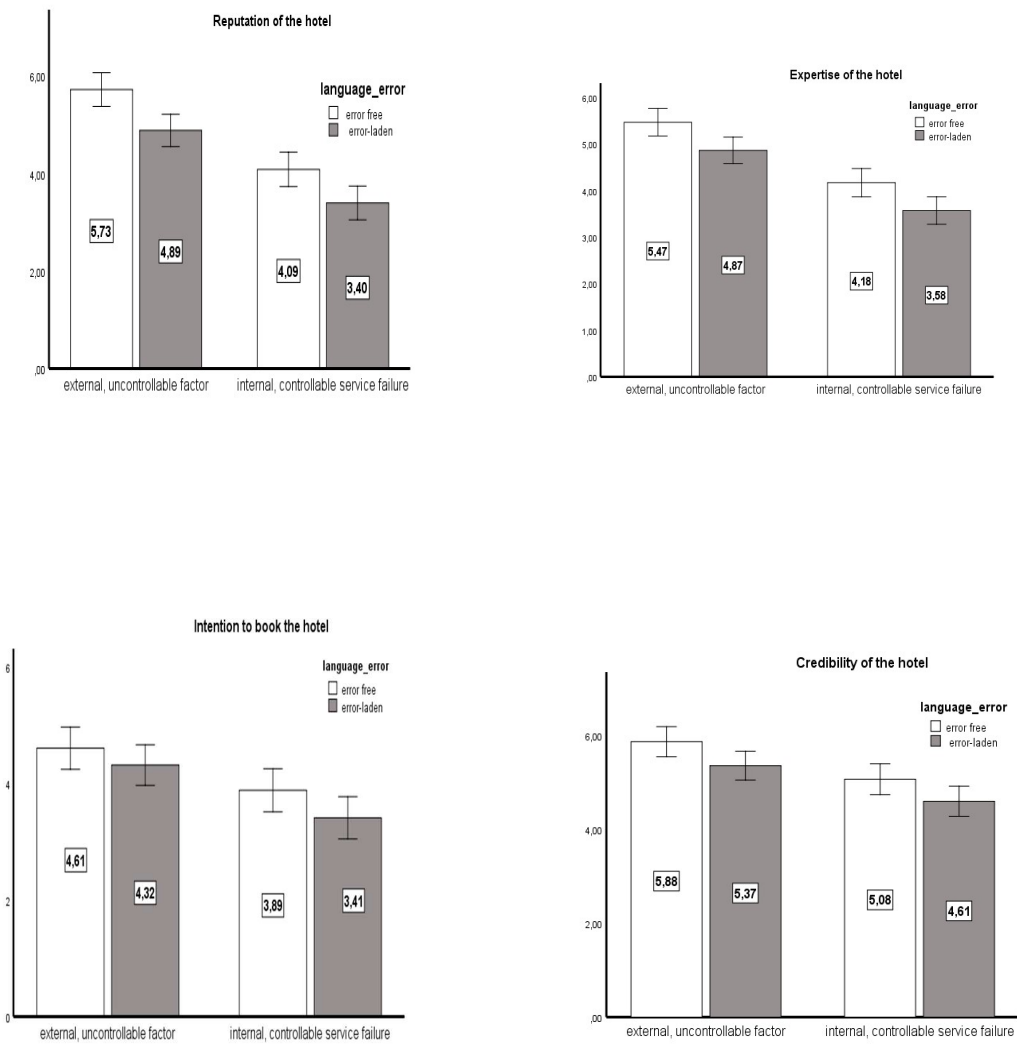 Reputation of the hotel
6,00
4,00
2,00
,00
language_error
error free
error-laden
5,73
4,89
4,09
3,40
external, uncontrollable factor
internal, controllable service failure
Expertise of the hotel
6,00
5,00
4,00
3,00
2,00
1,00
,00
language_error
error free
error-laden
5,47
4,87
4,18
3,58
external, uncontrollable factor
internal, controllable service failure
Intention to book the hotel
6
4
2
0
language_error
error free
error-laden
4,61
4,32
3,89
3,41
external, uncontrollable factor
internal, controllable service failure
Credibility of the hotel
6,00
4,00
2,00
,00
language_error
error free
error-laden
5,88
5,37
5,08
4,61
external, uncontrollable factor
internal, controllable service failure